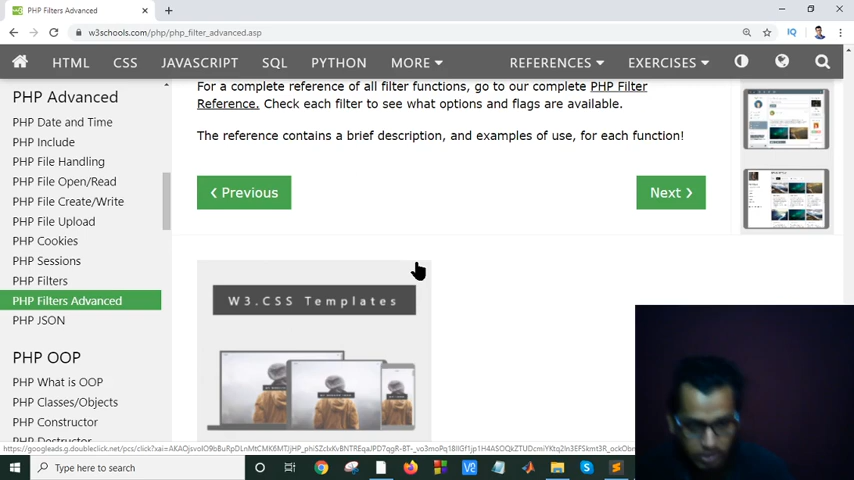 PHP Filters Advanced
w3schools.com/php/php_filter_advanced.asp
HTML CSS JAVASCRIPT SQL PYTHON MORE REFERENCES EXERCISES
PHP Advanced
PHP Date and Time
PHP Include
PHP File Handling
PHP File Open/Read
PHP File Create/Write
PHP File Upload
PHP Cookies
PHP Sessions
PHP Filters
PHP Filters Advanced
PHP JSON
PHP OOP
PHP What is OOP
PHP Classes/Objects
PHP Constructor
PHP Destructor
For a complete reference of all filter functions, go to our complete PHP Filter
Reference. Check each filter to see what options and flags are available.
The reference contains a brief description, and examples of use, for each function!
❮ Previous
Next ❯
W3.CSS Templates
Type here to search